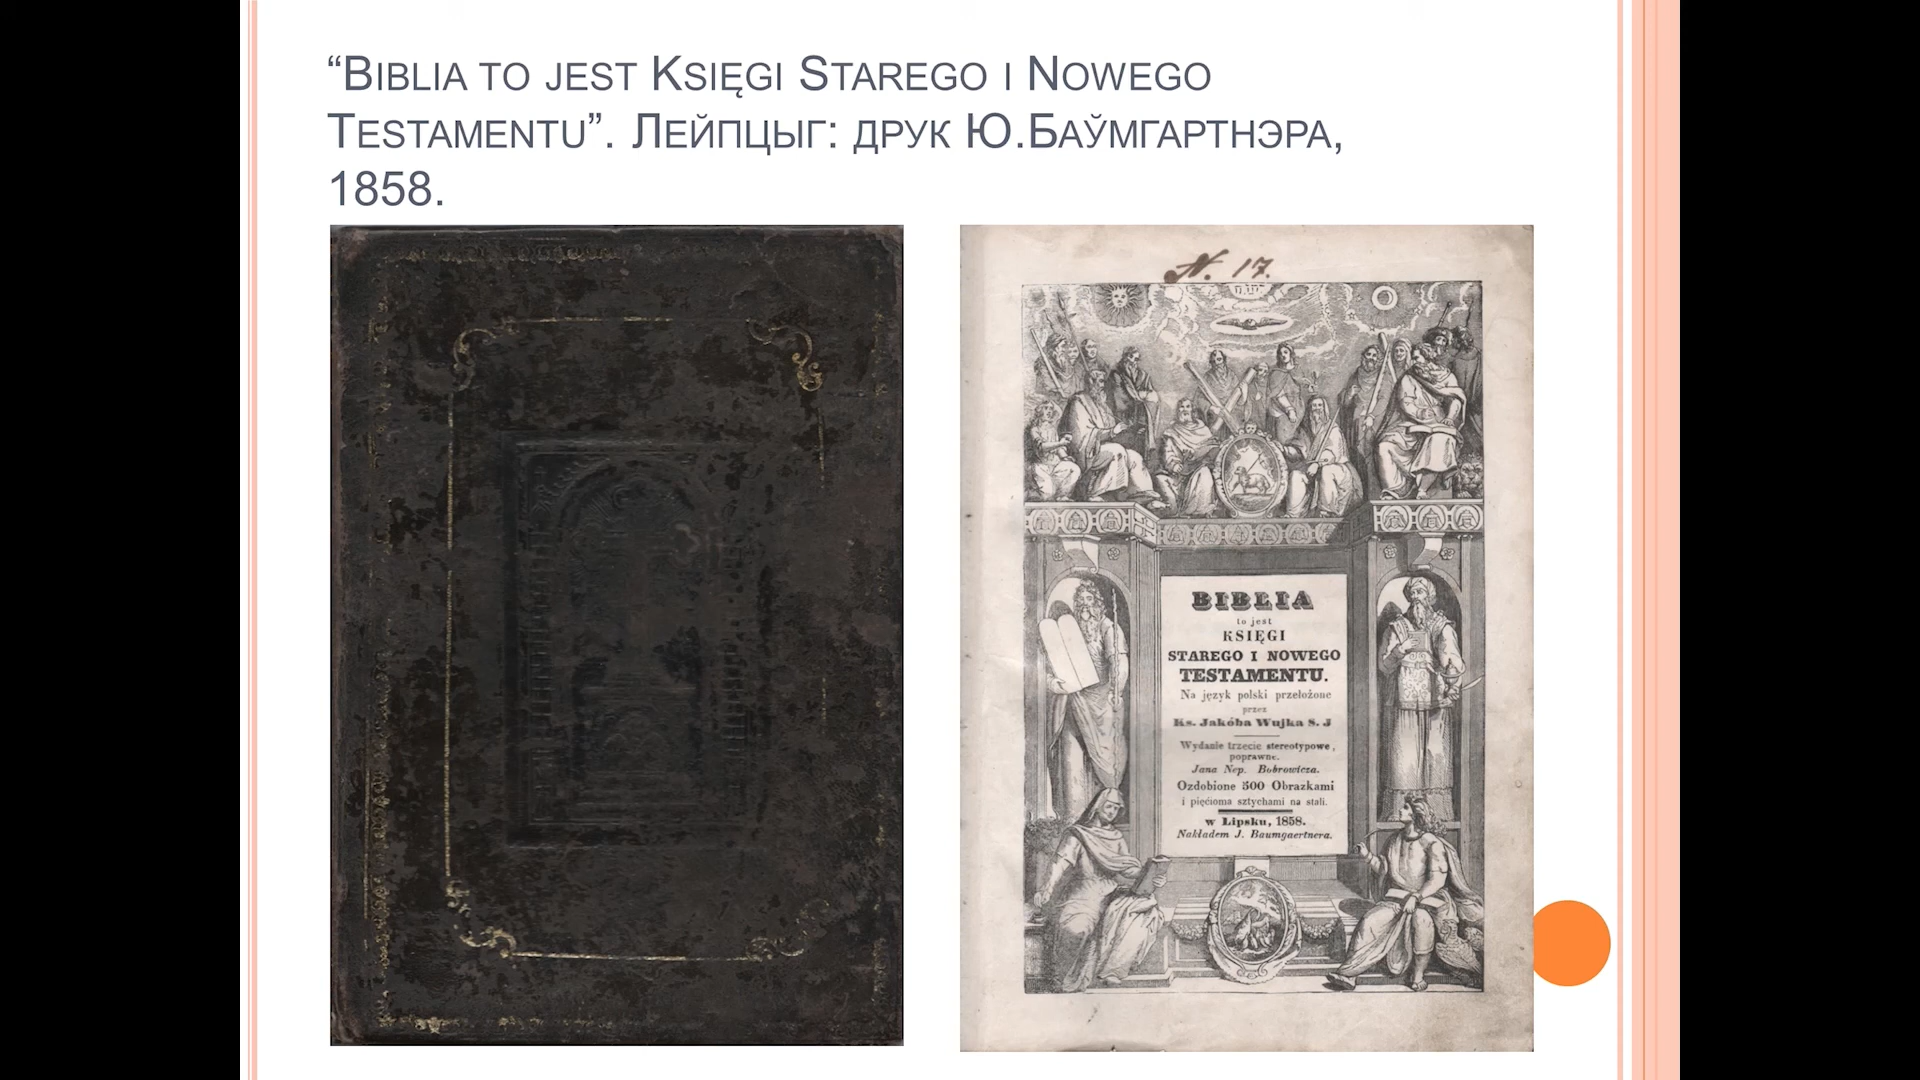 “Biblia to jest Księgi Starego i Nowego
Testamentu”. Лейпцыг: друк Ю.Баўмгартнэра,
1858.
N. 17.
BIBLIA
to jest
KSIĘGI
STAREGO I NOWEGO
TESTAMENTU.
Na język polski przełożone
przez
Ks. Jakóba Wujka S. J
Wydanie trzecie stereotypowe,
poprawne.
Jana Nep. Bobrowicza.
Ozdobione 500 Obrazkami
i pięcioma sztychami na stali.
w Lipsku, 1858.
Nakładem J. Baumgaertnera.